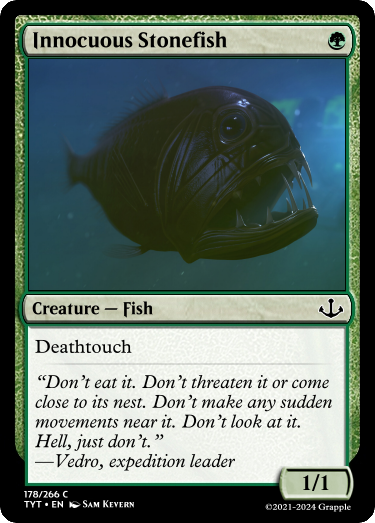 Innocuous Stonefish
Creature — Fish
Deathtouch
“Don’t eat it. Don’t threaten it or come
close to its nest. Don’t make any sudden
movements near it. Don’t look at it.
Hell, just don’t.”
—Vedro, expedition leader
1/1
178/266 C
TYT • EN Sam Kevern
©2021-2024 Grapple